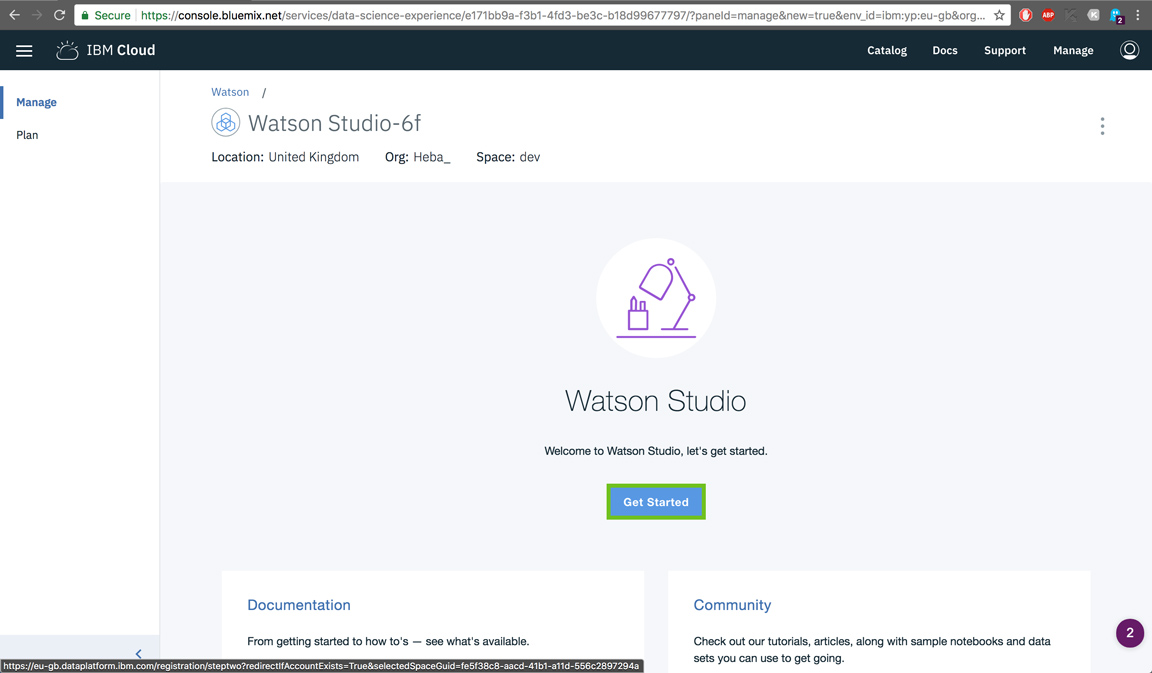 Secure https://console.bluemix.net/services/data-science-experience/e171bb9a-f3b1-4fd3-be3c-b18d99677797/?paneId=manage&new=true&env_id=ibm:yp:eu-gb&org...
ABP
2
IBM Cloud
Catalog
Docs
Support
Manage
Manage
Plan
Watson /
Watson Studio-6f
Location: United Kingdom Org: Heba_ Space: dev
Watson Studio
Welcome to Watson Studio, let's get started.
Get Started
Documentation
From getting started to how to's — see what's available.
Community
Check out our tutorials, articles, along with sample notebooks and data
sets you can use to get going.
2
https://eu-gb.dataplatform.ibm.com/registration/steptwo?redirectIfAccountExists=True&selectedSpaceGuid=fe5f38c8-aacd-41b1-a11d-556c2897294a